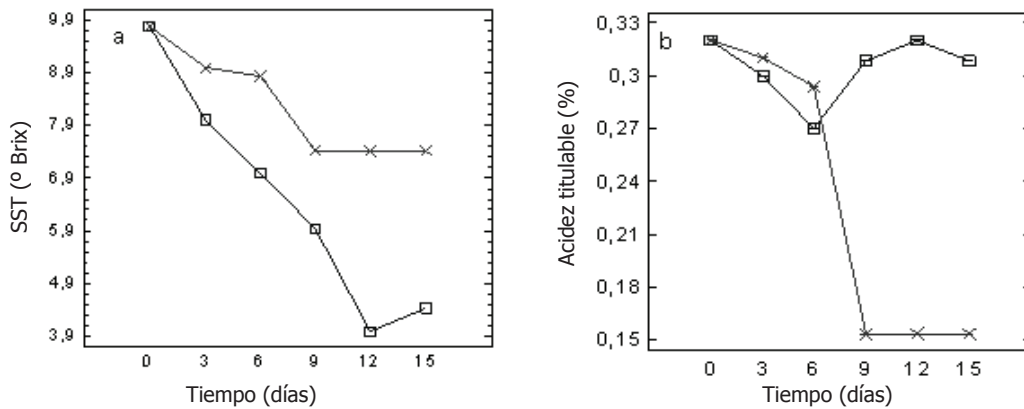 a
9,9
8,9
7,9
6,9
5,9
4,9
3,9
SST (º Brix)
0 3 6 9 12 15
Tiempo (días)
b
0,33
0,3
0,27
0,24
0,21
0,18
0,15
Acidez titulable (%)
0 3 6 9 12 15
Tiempo (días)